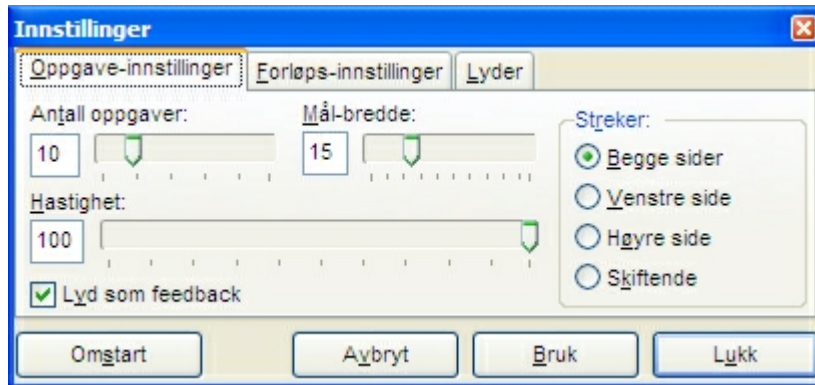 Innstillinger
Oppgave-innstillinger Forløps-innstillinger Lyder
Antall oppgaver: Mål-bredde: Streker:
10 15 Begge sider
Venstre side
Hastighet:
100 Høyre side
Skiftende
Lyd som feedback
Omstart Avbryt Bruk Lukk